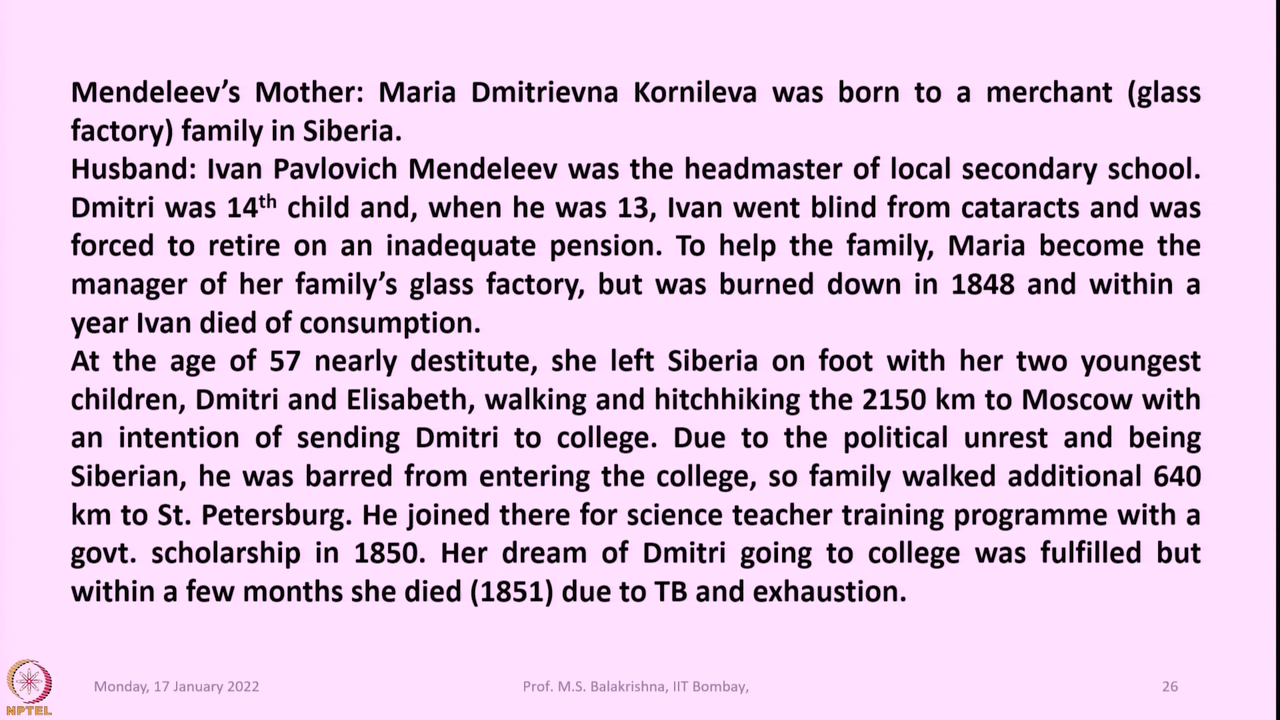 Mendeleev’s Mother: Maria Dmitrievna Kornileva was born to a merchant (glass
factory) family in Siberia.
Husband: Ivan Pavlovich Mendeleev was the headmaster of local secondary school.
Dmitri was 14th child and, when he was 13, Ivan went blind from cataracts and was
forced to retire on an inadequate pension. To help the family, Maria become the
manager of her family’s glass factory, but was burned down in 1848 and within a
year Ivan died of consumption.
At the age of 57 nearly destitute, she left Siberia on foot with her two youngest
children, Dmitri and Elisabeth, walking and hitchhiking the 2150 km to Moscow with
an intention of sending Dmitri to college. Due to the political unrest and being
Siberian, he was barred from entering the college, so family walked additional 640
km to St. Petersburg. He joined there for science teacher training programme with a
govt. scholarship in 1850. Her dream of Dmitri going to college was fulfilled but
within a few months she died (1851) due to TB and exhaustion.
Monday, 17 January 2022
Prof. M.S. Balakrishna, IIT Bombay,
26
NPTEL